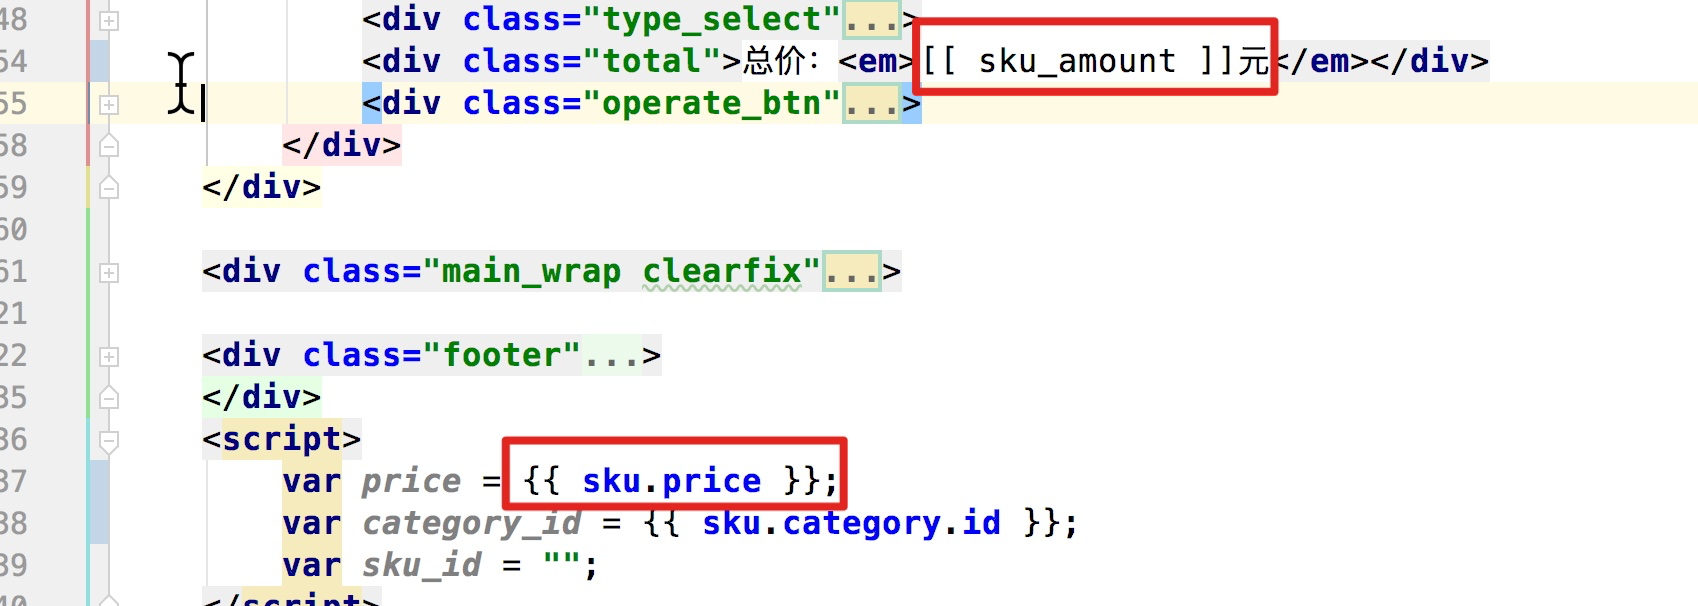 48 <div class="type_select"...>
54 <div class="total">总价：<em>[[ sku_amount ]]元</em></div>
55 <div class="operate_btn"...>
58 </div>
59 </div>
60
61 <div class="main_wrap clearfix"...>
21
22 <div class="footer"...>
35 </div>
36 <script>
37 var price = {{ sku.price }};
38 var category_id = {{ sku.category.id }};
39 var sku_id = "";
40 </script>